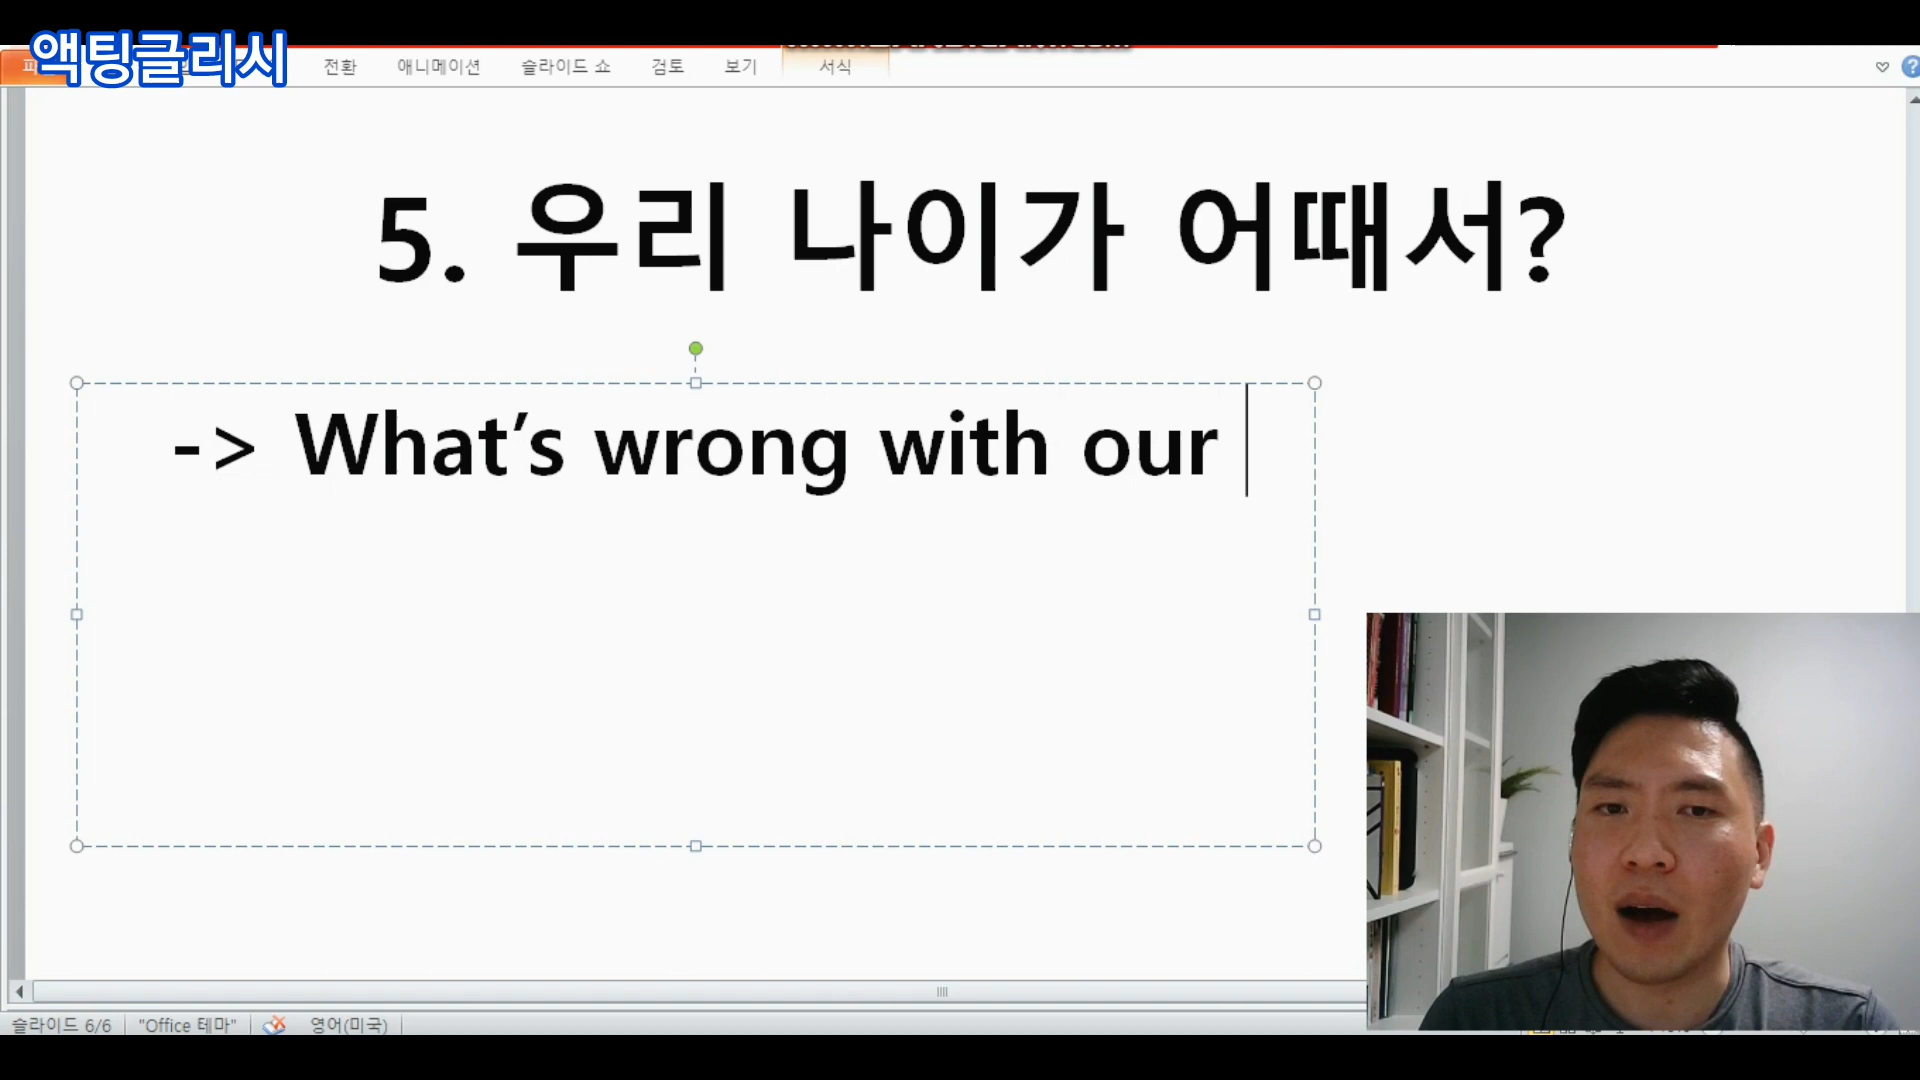 액팅글리시
전환 애니메이션 슬라이드 쇼 검토 보기 서식
5. 우리 나이가 어때서?
-> What's wrong with our
슬라이드 6/6 "Office 테마" 영어(미국)